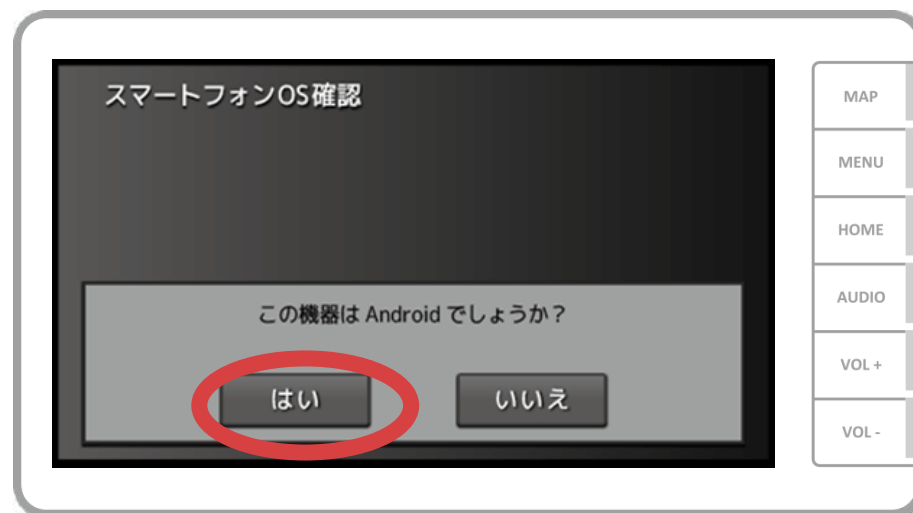 スマートフォンOS確認
この機器は Android でしょうか？
はい
いいえ
MAP
MENU
HOME
AUDIO
VOL +
VOL -